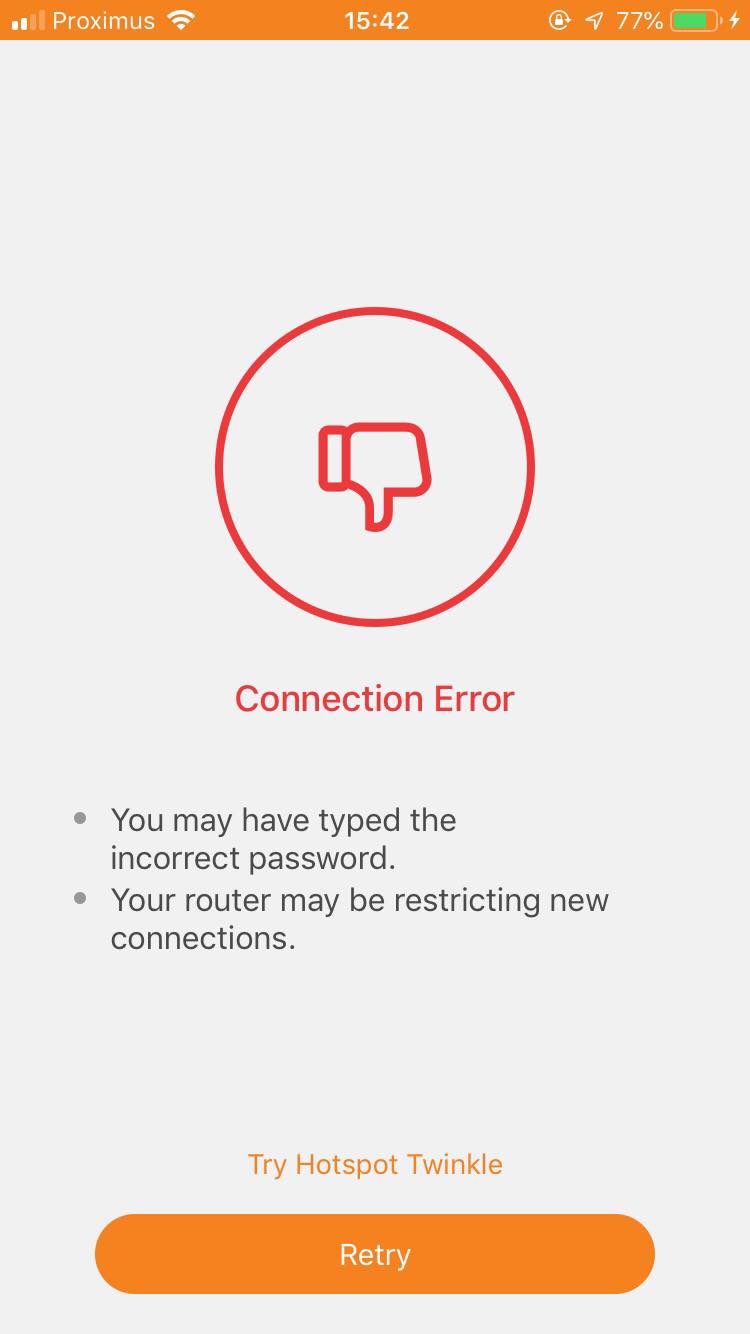 Proximus 15:42 77%
Connection Error
You may have typed the
incorrect password.
Your router may be restricting new
connections.
Try Hotspot Twinkle
Retry